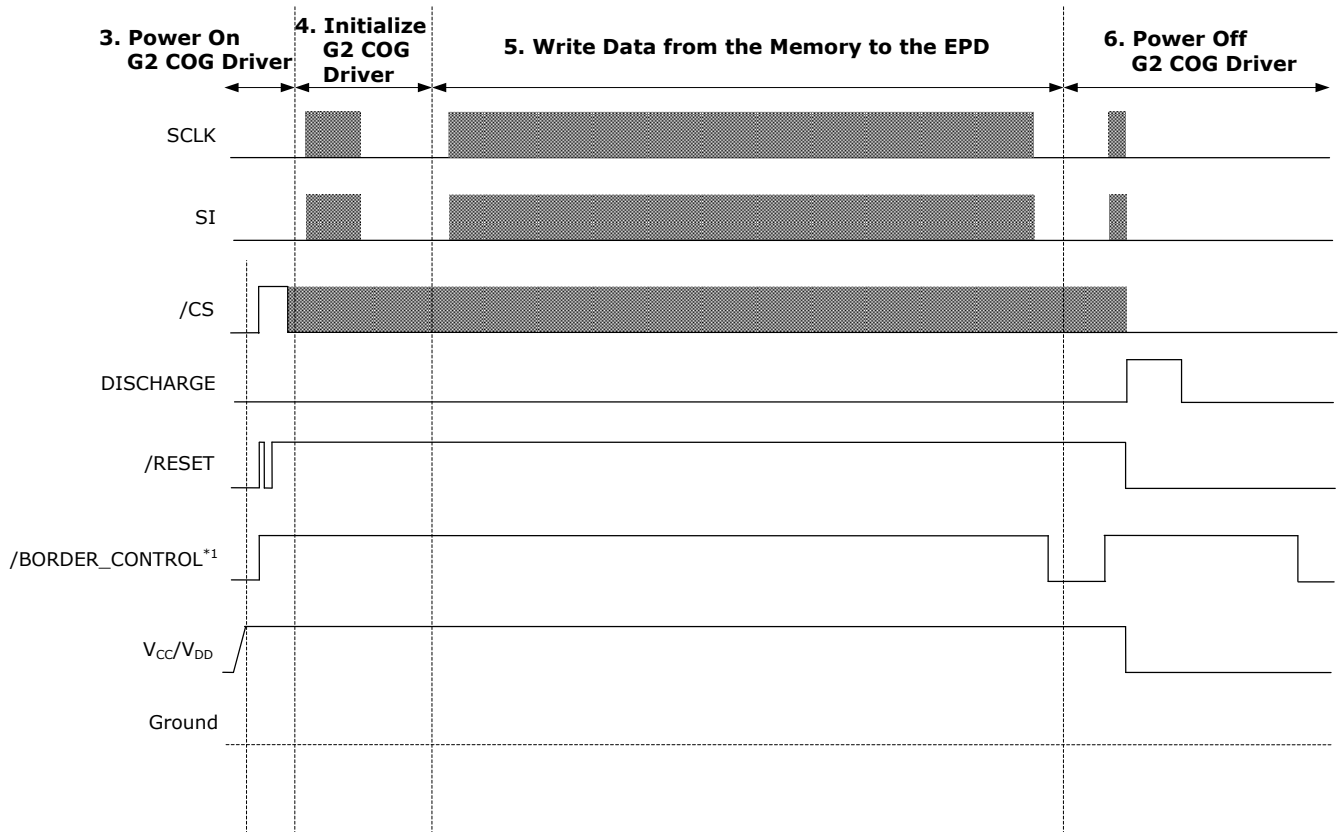 3. Power On
G2 COG Driver
4. Initialize
G2 COG
Driver
5. Write Data from the Memory to the EPD
6. Power Off
G2 COG Driver
SCLK
SI
/CS
DISCHARGE
/RESET
/BORDER_CONTROL*1
VCC/VDD
Ground